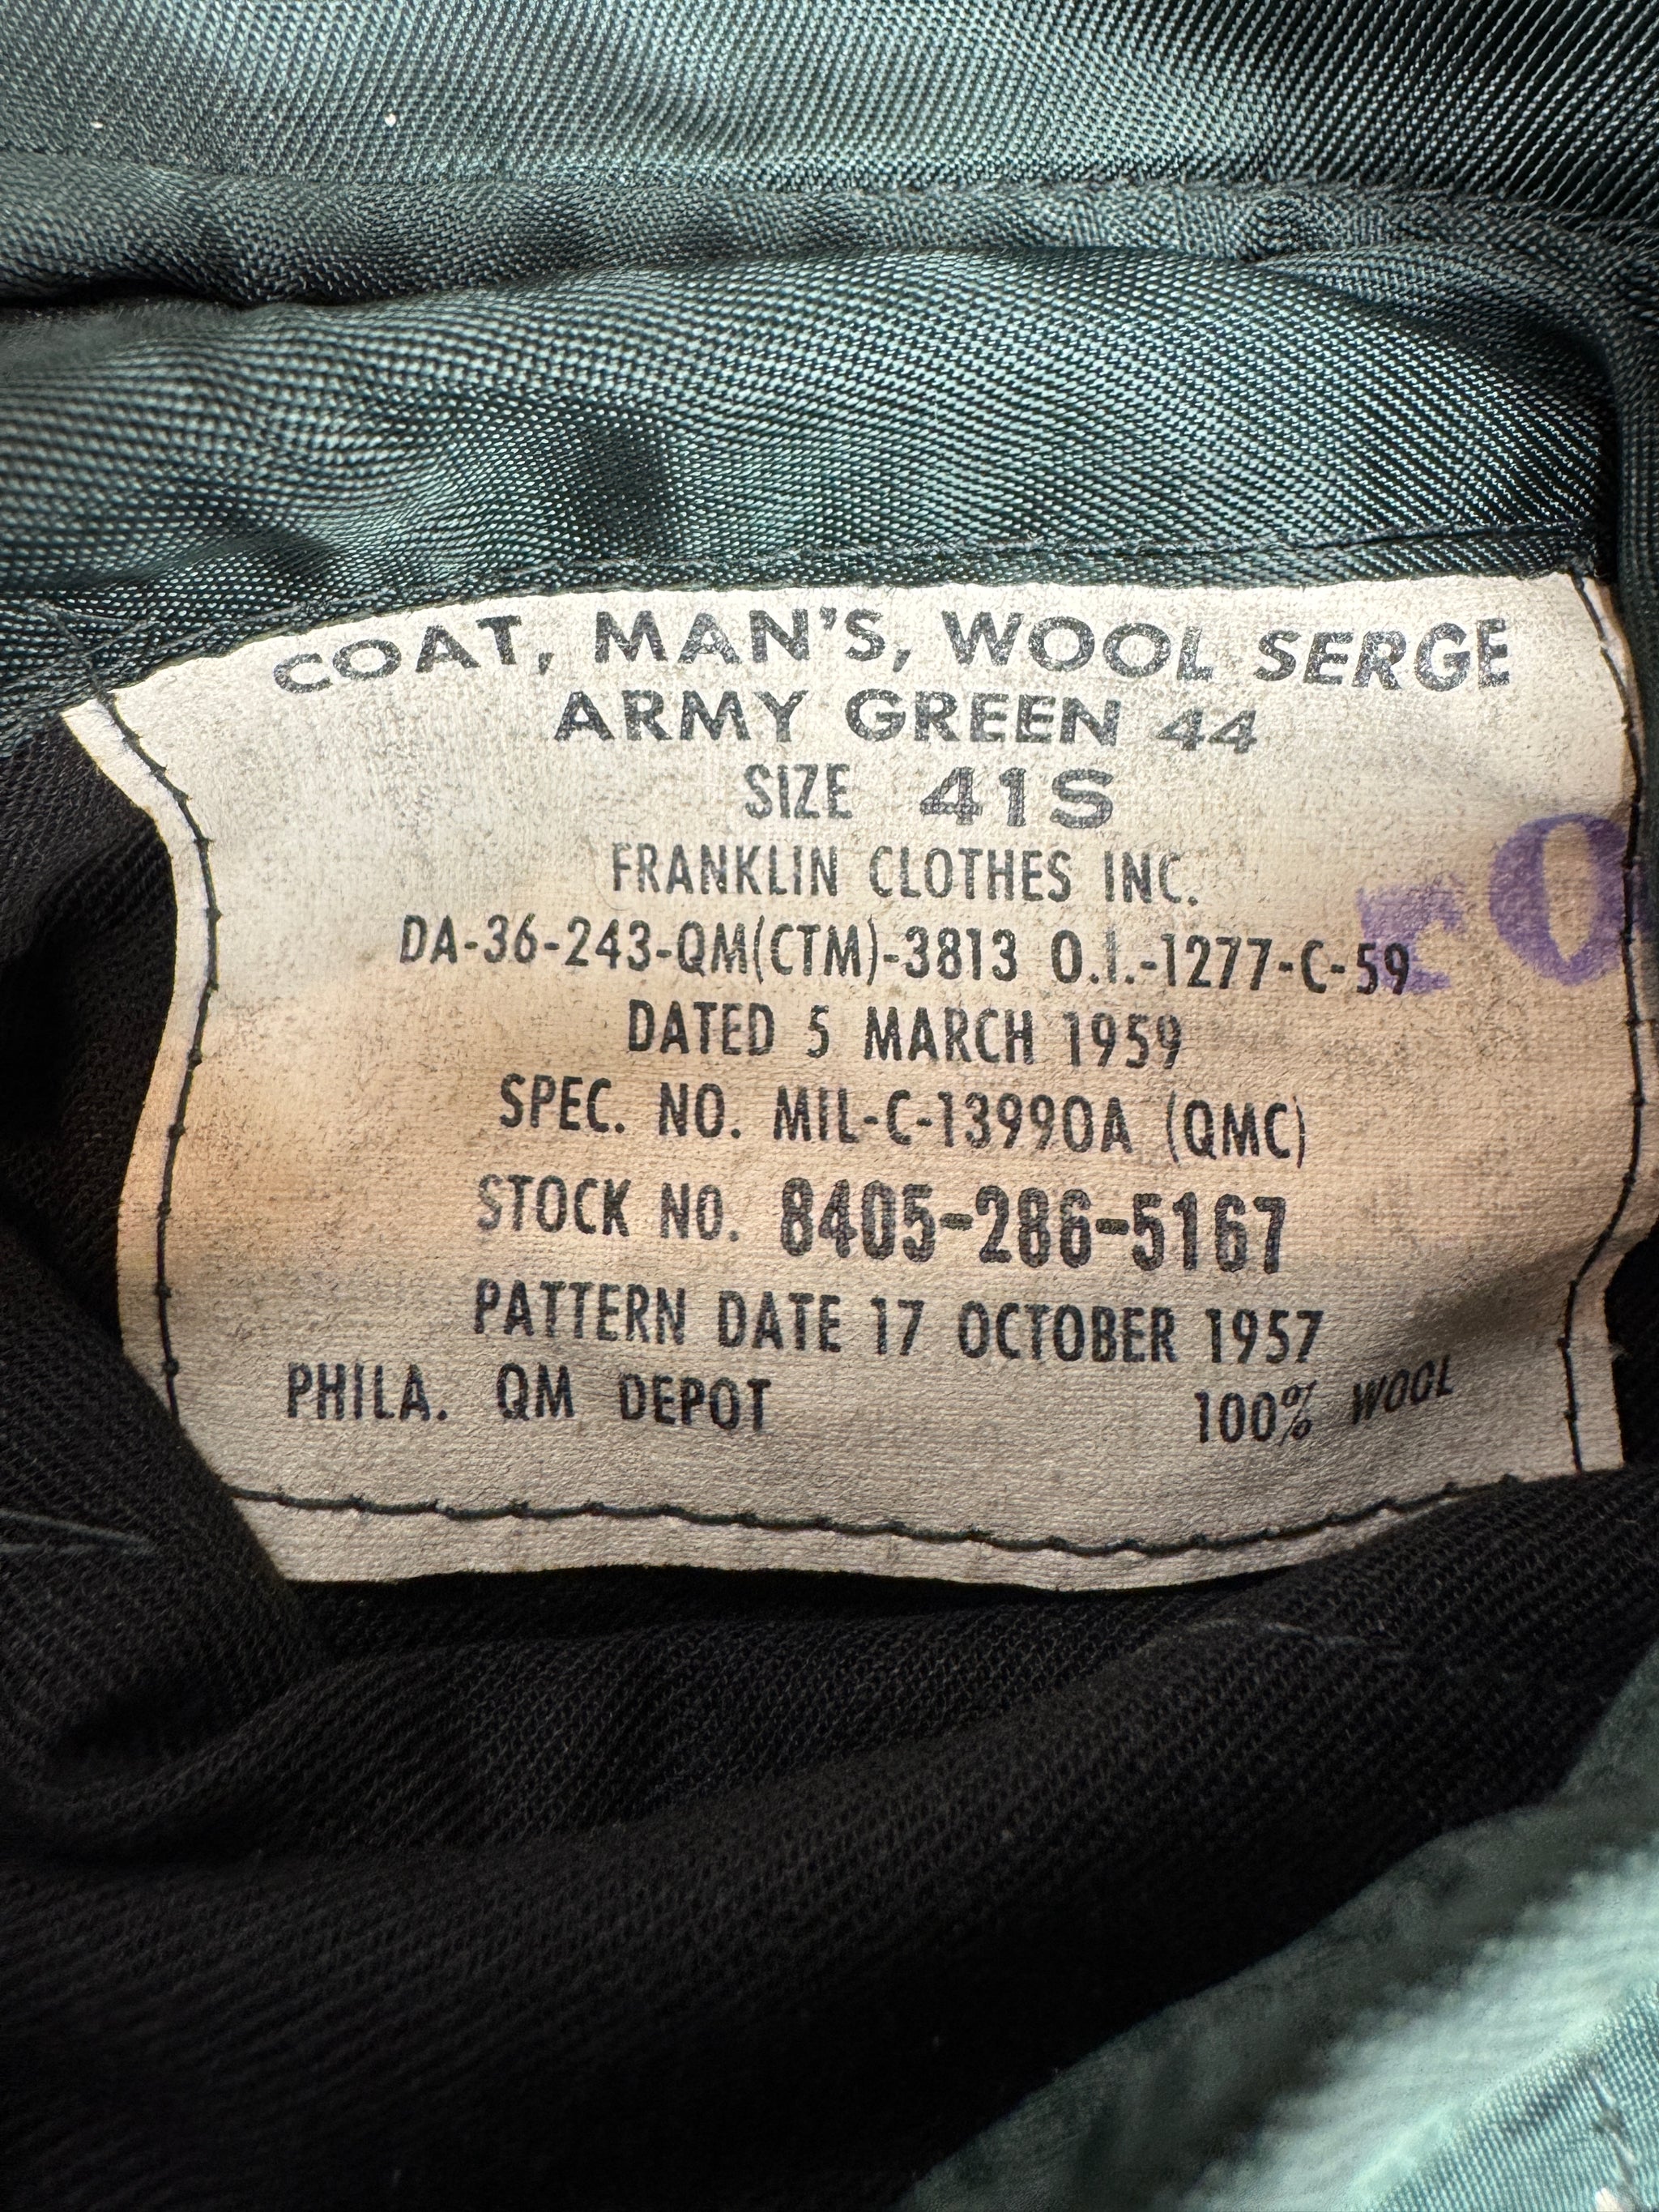 COAT, MAN'S, WOOL SERGE
ARMY GREEN 44
SIZE 41S
FRANKLIN CLOTHES INC.
DA-36-243-QM(CTM)-3813 O.I.-1277-C-59
DATED 5 MARCH 1959
SPEC. NO. MIL-C-13990A (QMC)
STOCK NO. 8405-286-5167
PATTERN DATE 17 OCTOBER 1957
PHILA. QM DEPOT 100% WOOL